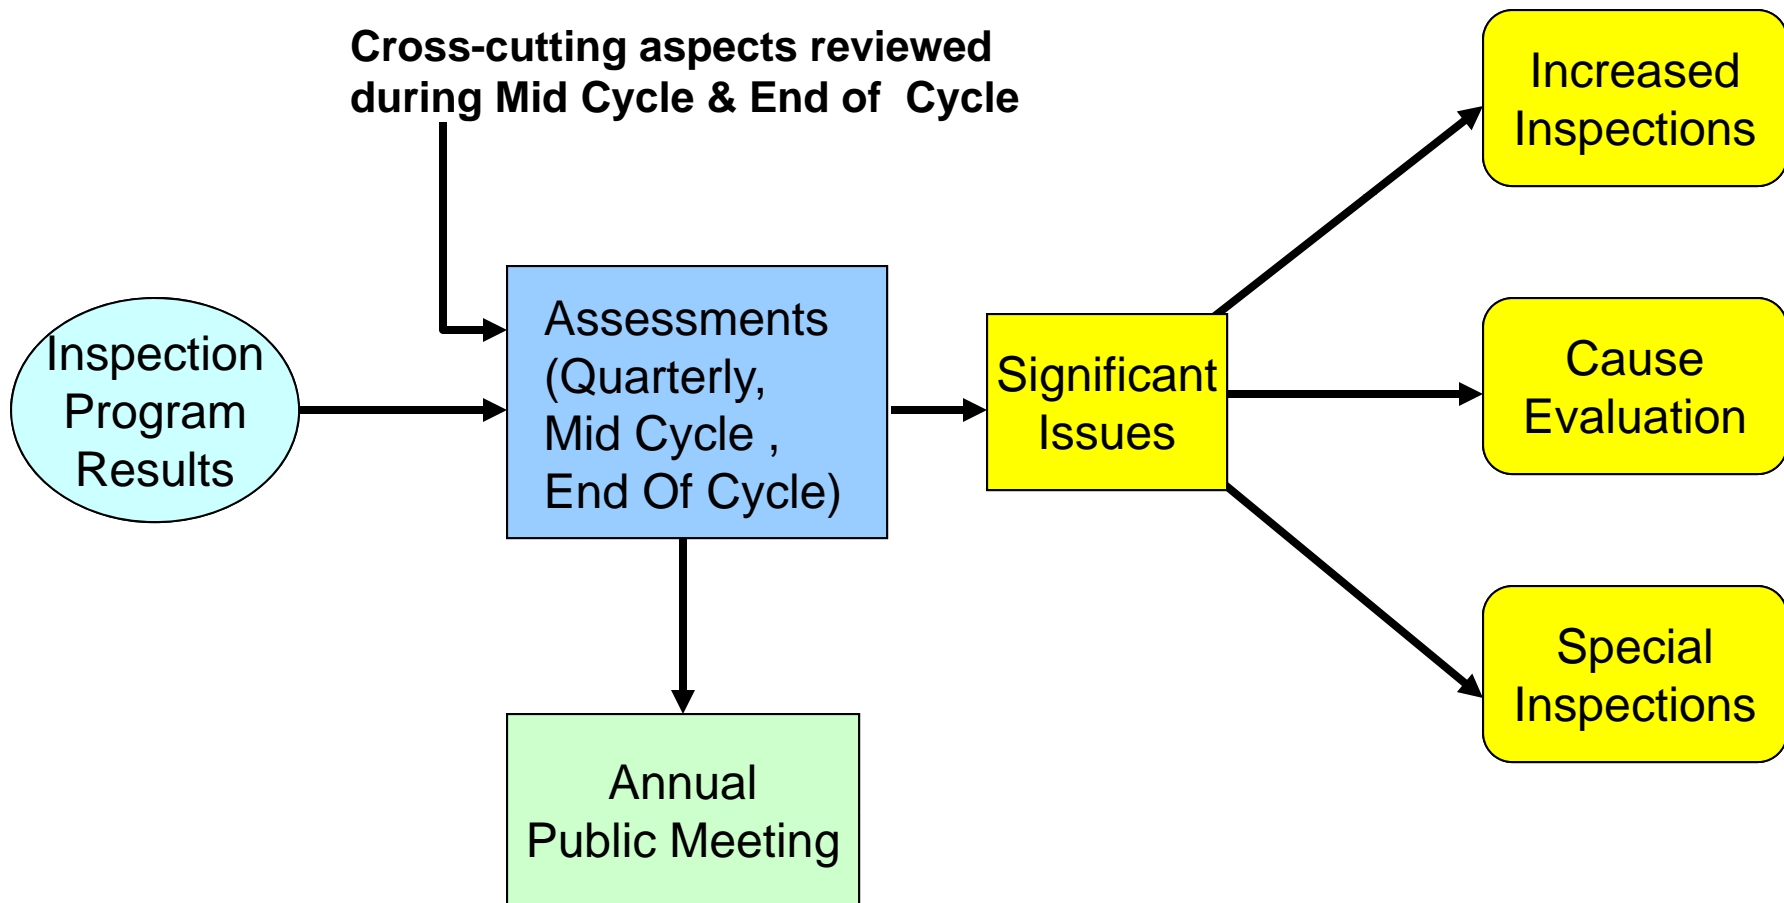 Cross-cutting aspects reviewed
during Mid Cycle & End of  Cycle
Increased
Inspections
Inspection
Program
Results
Assessments
(Quarterly,
Mid Cycle ,
End Of Cycle)
Significant
Issues
Cause
Evaluation
Special
Inspections
Annual
Public Meeting